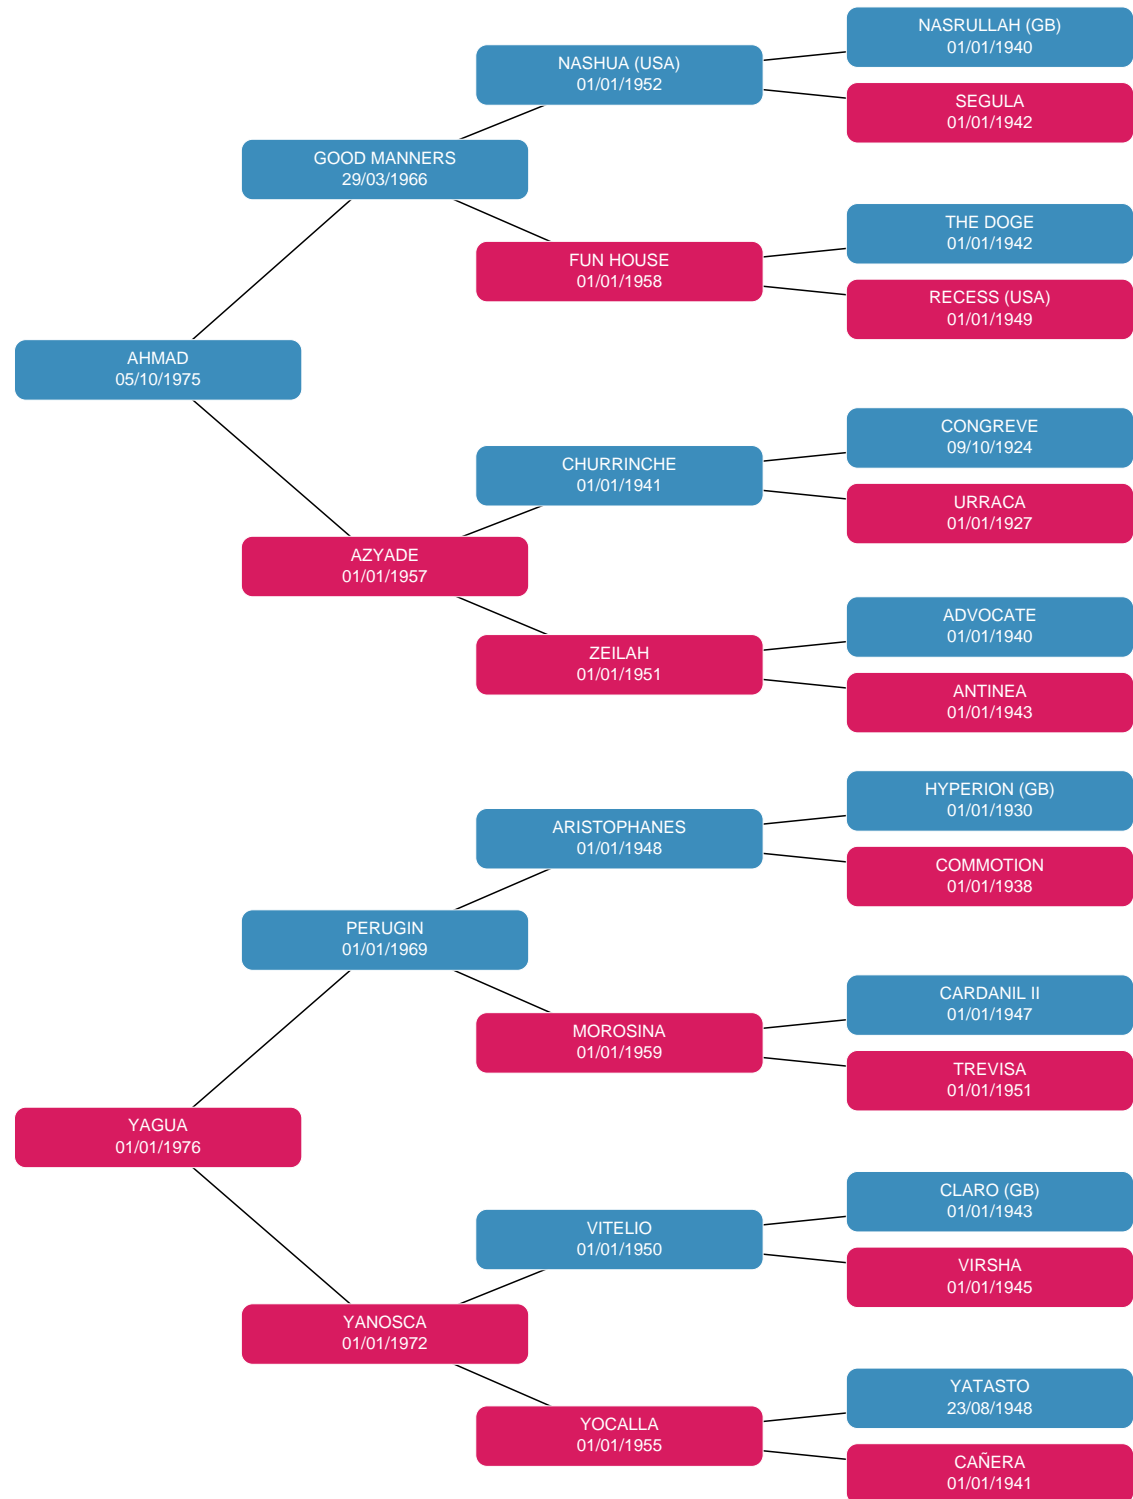 NASRULLAH (GB)
01/01/1940
NASHUA (USA)
01/01/1952
SEGULA
01/01/1942
GOOD MANNERS
29/03/1966
THE DOGE
01/01/1942
FUN HOUSE
01/01/1958
RECESS (USA)
01/01/1949
AHMAD
05/10/1975
CONGREVE
09/10/1924
CHURRINCHE
01/01/1941
URRACA
01/01/1927
AZYADE
01/01/1957
ADVOCATE
01/01/1940
ZEILAH
01/01/1951
ANTINEA
01/01/1943
HYPERION (GB)
01/01/1930
ARISTOPHANES
01/01/1948
COMMOTION
01/01/1938
PERUGIN
01/01/1969
CARDANIL II
01/01/1947
MOROSINA
01/01/1959
TREVISA
01/01/1951
YAGUA
01/01/1976
CLARO (GB)
01/01/1943
VITELIO
01/01/1950
VIRSHA
01/01/1945
YANOSCA
01/01/1972
YATASTO
23/08/1948
YOCALLA
01/01/1955
CAÑERA
01/01/1941